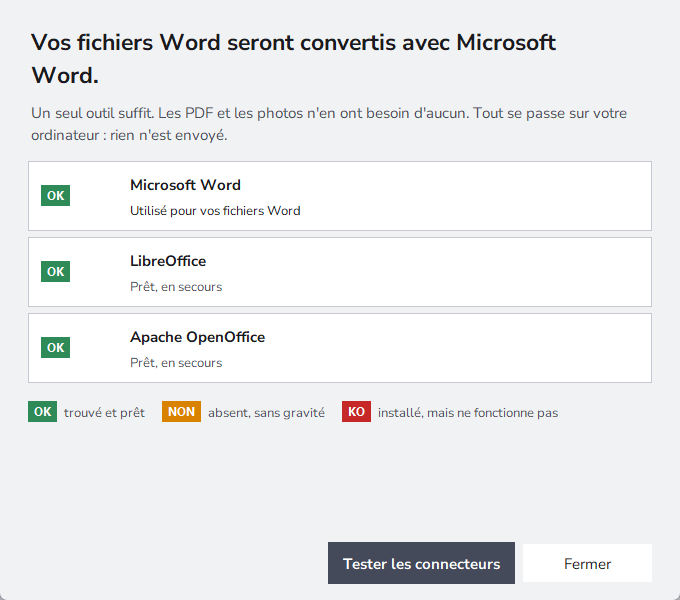 Vos fichiers Word seront convertis avec Microsoft
Word.
Un seul outil suffit. Les PDF et les photos n'en ont besoin d'aucun. Tout se passe sur votre
ordinateur : rien n'est envoyé.
OK
Microsoft Word
Utilisé pour vos fichiers Word
OK
LibreOffice
Prêt, en secours
OK
Apache OpenOffice
Prêt, en secours
OK trouvé et prêt NON absent, sans gravité KO installé, mais ne fonctionne pas
Tester les connecteurs Fermer